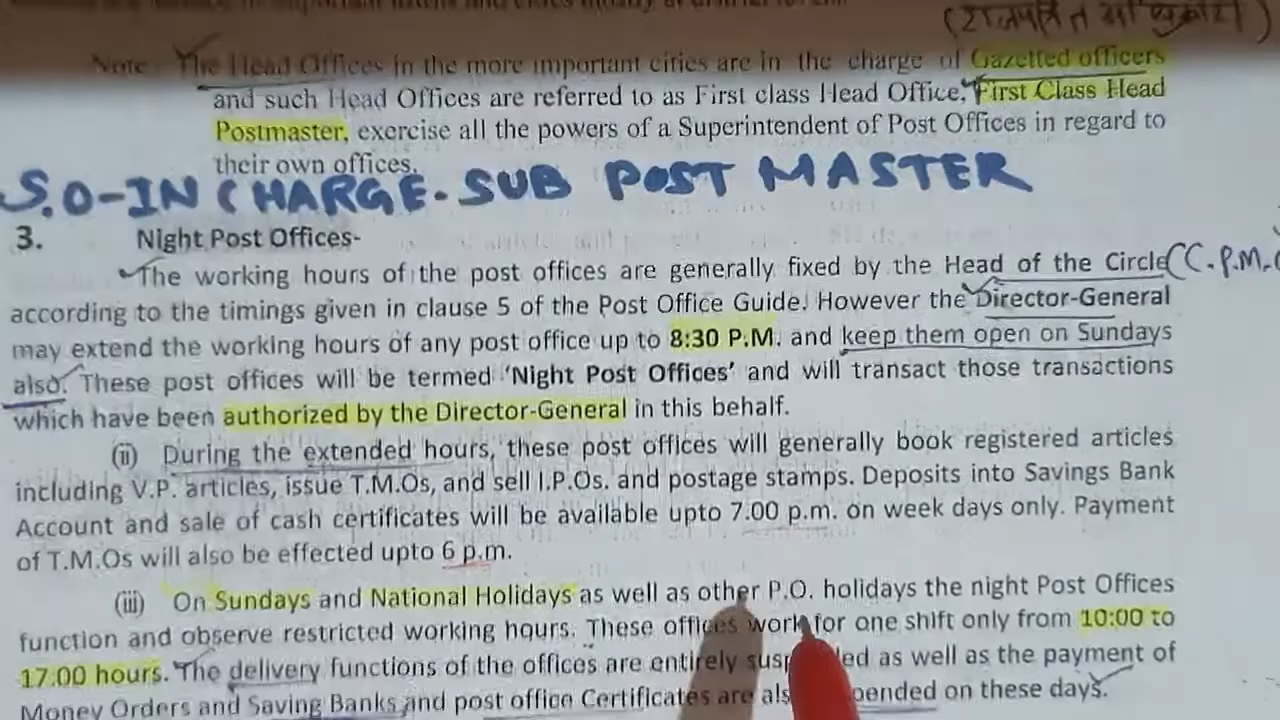 (राजपत्रित अधिकारी)
Note The Head Offices in the more important cities are in the charge of Gazetted officers
and such Head Offices are referred to as First class Head Office. First Class Head
Postmaster, exercise all the powers of a Superintendent of Post Offices in regard to
their own offices.
S.O-IN CHARGE-SUB POST MASTER
3. Night Post Offices-
The working hours of the post offices are generally fixed by the Head of the Circle (C.P.M.
according to the timings given in clause 5 of the Post Office Guide. However the Director-General
may extend the working hours of any post office up to 8:30 P.M. and keep them open on Sundays
also. These post offices will be termed 'Night Post Offices' and will transact those transactions
which have been authorized by the Director-General in this behalf.
(ii) During the extended hours, these post offices will generally book registered articles
including V.P. articles, issue T.M.Os, and sell I.P.Os. and postage stamps. Deposits into Savings Bank
Account and sale of cash certificates will be available upto 7.00 p.m. on week days only. Payment
of T.M.Os will also be effected upto 6 p.m.
(iii) On Sundays and National Holidays as well as other P.O. holidays the night Post Offices
function and observe restricted working hours. These offices work for one shift only from 10:00 to
17:00 hours. The delivery functions of the offices are entirely as well as the payment of
Money Orders and Saving Banks and post office Certificates are on these days.